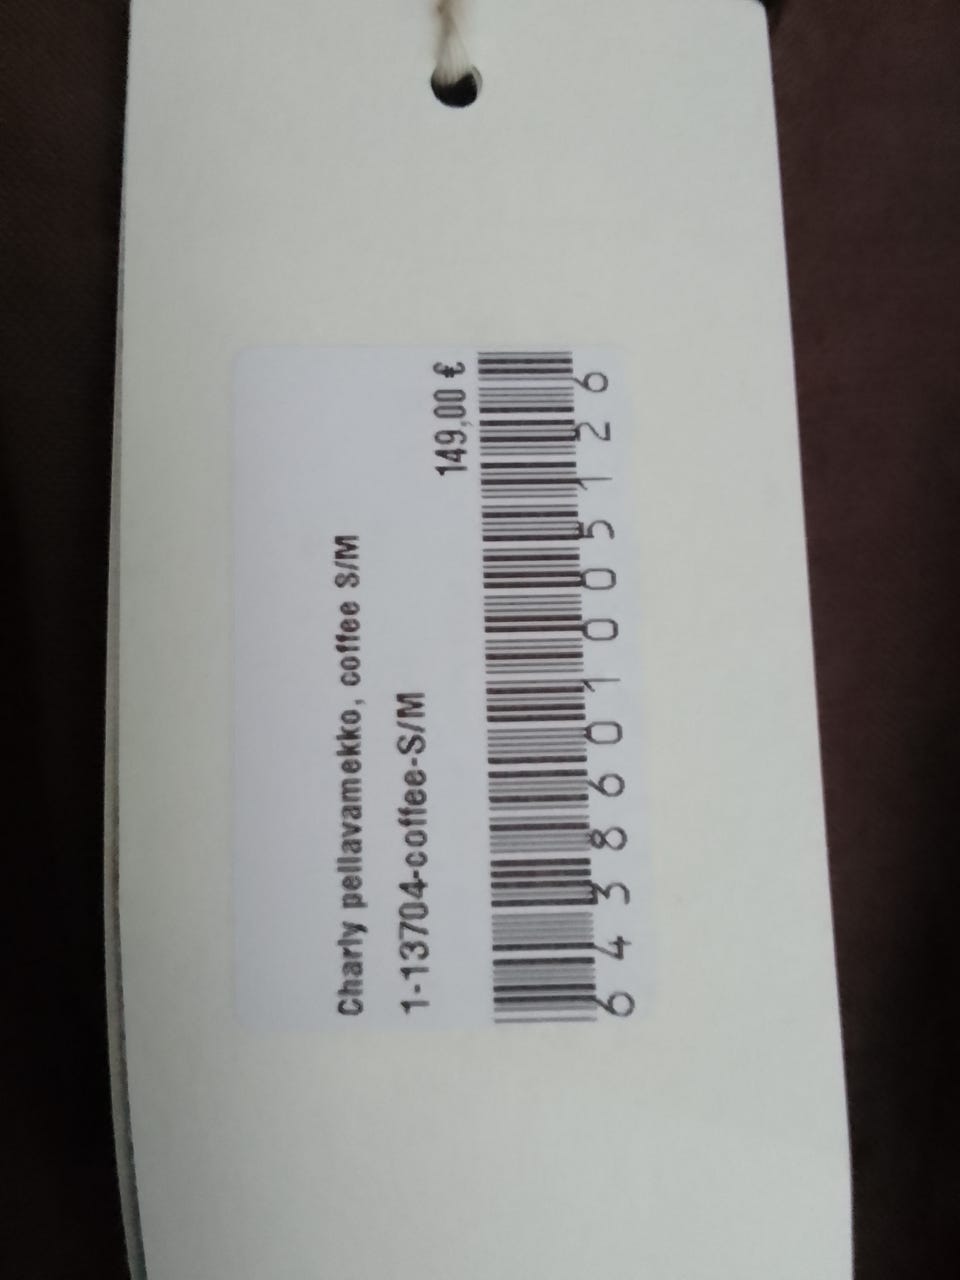 Charly pellavamekko, coffee S/M
1-13704-coffee-S/M
149,00 €
6438601005126